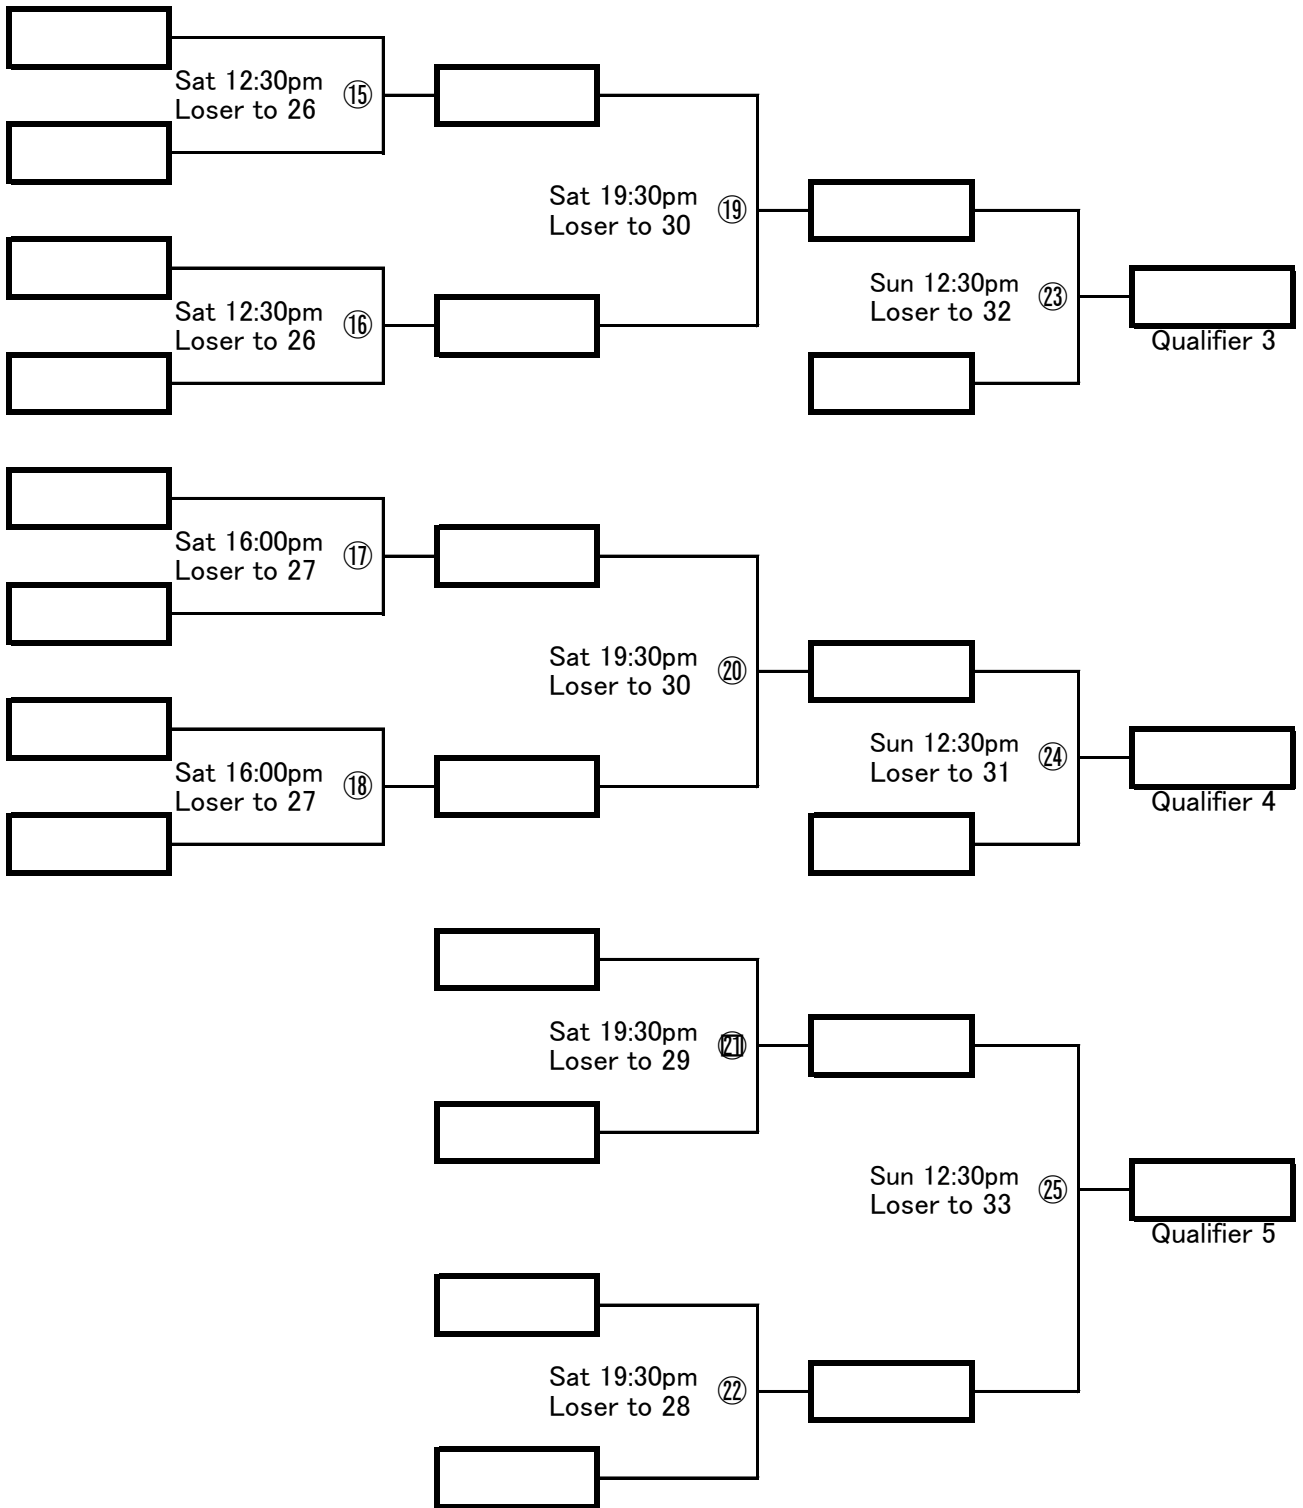 Sat 12:30pm
Loser to 26
⑮
Sat 19:30pm
Loser to 30
⑲
Sat 12:30pm
Loser to 26
⑯
Sun 12:30pm
Loser to 32
㉓
Qualifier 3
Sat 16:00pm
Loser to 27
⑰
Sat 19:30pm
Loser to 30
⑳
Sat 16:00pm
Loser to 27
⑱
Sun 12:30pm
Loser to 31
㉔
Qualifier 4
Sat 19:30pm
Loser to 29
㉑
Sun 12:30pm
Loser to 33
㉕
Qualifier 5
Sat 19:30pm
Loser to 28
㉒